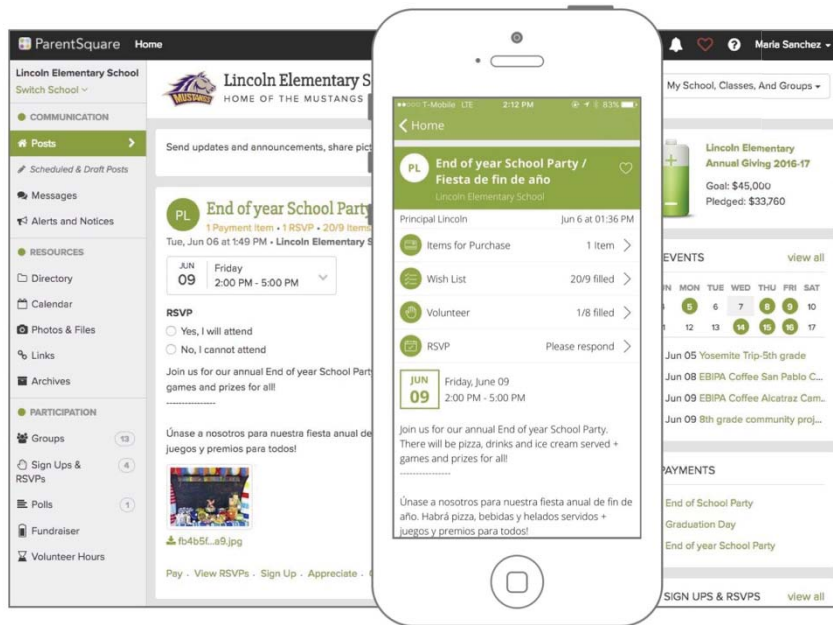 ParentSquare Home
Maria Sanchez
Lincoln Elementary School
Switch School
COMMUNICATION
Posts
Scheduled & Draft Posts
Messages
Alerts and Notices
RESOURCES
Directory
Calendar
Photos & Files
Links
Archives
PARTICIPATION
Groups 13
Sign Ups & 4
RSVPs
Polls 1
Fundraiser
Volunteer Hours
MUSTANGS
Lincoln Elementary S
HOME OF THE MUSTANGS
Send updates and announcements, share pict
PL
End of year School Party
1 Payment Item • 1 RSVP • 20/9 Items
Tue, Jun 06 at 1:49 PM • Lincoln Elementary S
JUN Friday
09 2:00 PM - 5:00 PM
RSVP
Yes, I will attend
No, I cannot attend
Join us for our annual End of year School Party
games and prizes for all!
----------------
Únase a nosotros para nuestra fiesta anual de
juegos y premios para todos!
fb4b5f...a9.jpg
Pay · View RSVPs · Sign Up · Appreciate ·
T-Mobile LTE 2:12 PM 83%
Home
PL
End of year School Party /
Fiesta de fin de año
Lincoln Elementary School
Principal Lincoln Jun 6 at 01:36 PM
Items for Purchase 1 Item
Wish List 20/9 filled
Volunteer 1/8 filled
RSVP Please respond
JUN Friday, June 09
09 2:00 PM - 5:00 PM
Join us for our annual End of year School Party.
There will be pizza, drinks and ice cream served +
games and prizes for all!
----------------
Únase a nosotros para nuestra fiesta anual de fin de
año. Habrá pizza, bebidas y helados servidos +
juegos y premios para todos!
My School, Classes, And Groups
Lincoln Elementary
Annual Giving 2016-17
Goal: $45,000
Pledged: $33,760
EVENTS view all
MON TUE WED THU FRI SAT
5 6 7 8 9 10
12 13 14 15 16 17
Jun 05 Yosemite Trip-5th grade
Jun 08 EBIPA Coffee San Pablo C...
Jun 09 EBIPA Coffee Alcatraz Cam...
Jun 09 8th grade community proj...
PAYMENTS
End of School Party
Graduation Day
End of year School Party
SIGN UPS & RSVPS view all